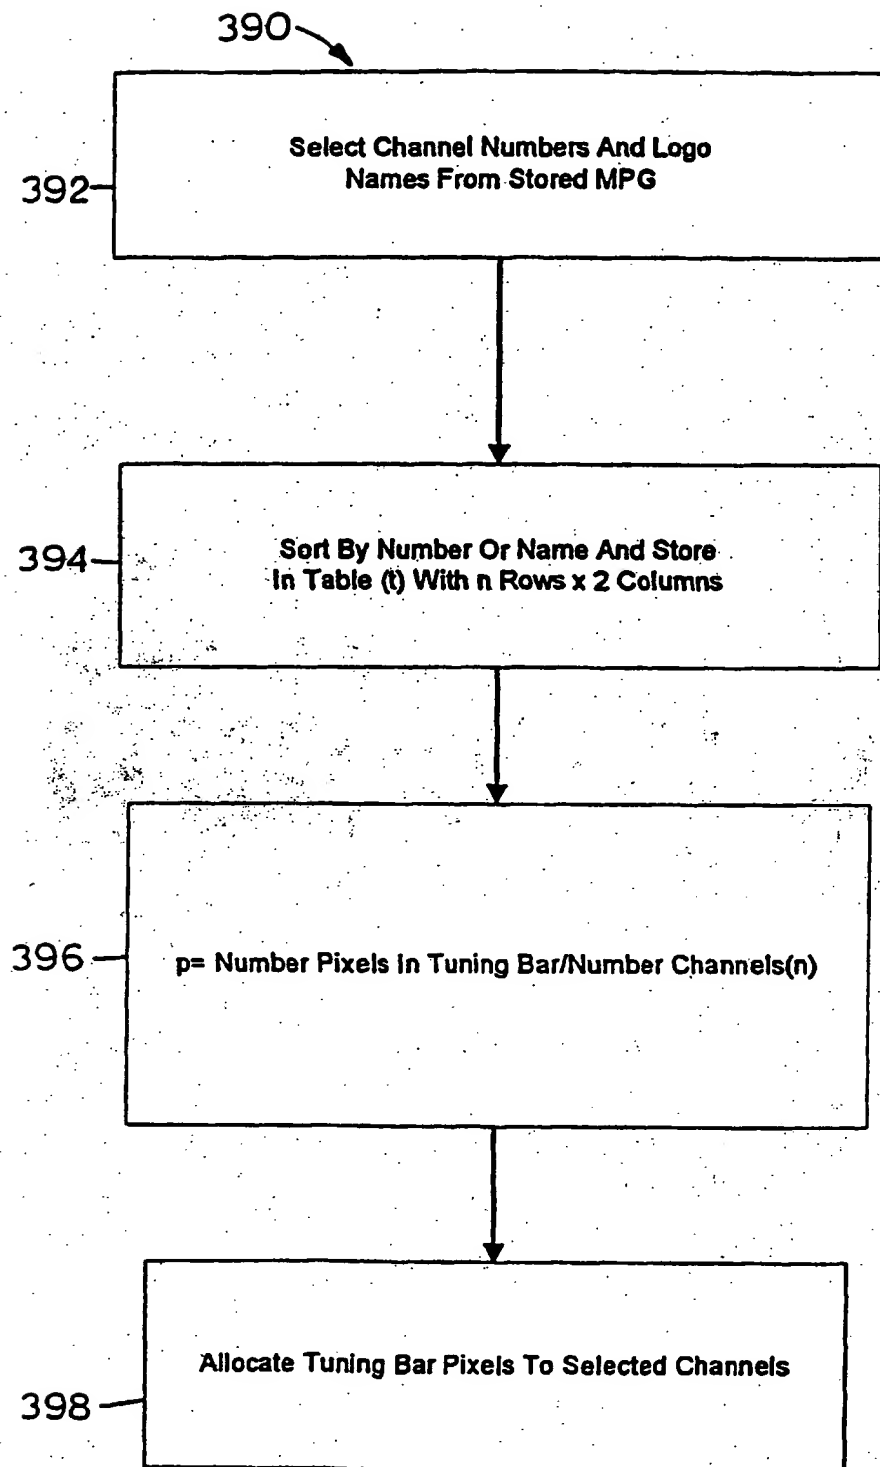 390
Select Channel Numbers And Logo
Names From Stored MPG
392
Sort By Number Or Name And Store
In Table (t) With n Rows x 2 Columns
394
p= Number Pixels In Tuning Bar/Number Channels(n)
396
Allocate Tuning Bar Pixels To Selected Channels
398